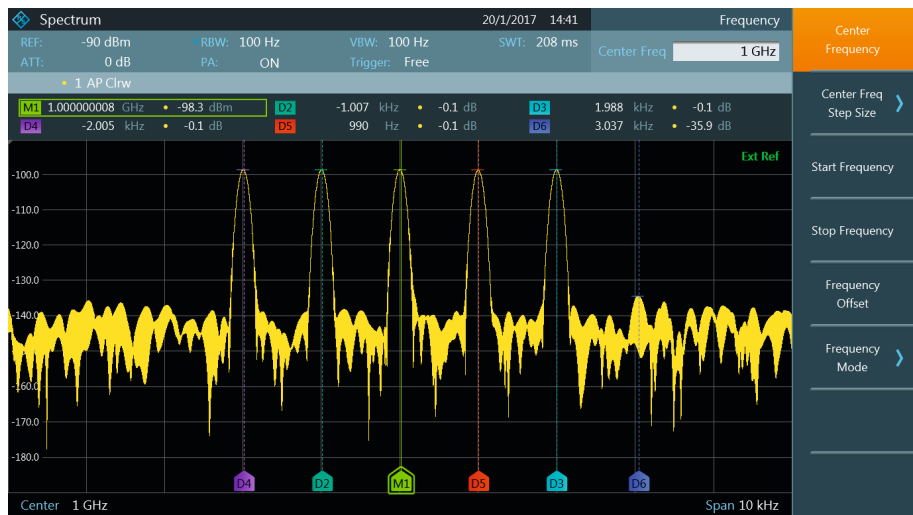 Spectrum 20/1/2017 14:41 Frequency
REF: -90 dBm RBW: 100 Hz VBW: 100 Hz SWT: 208 ms
ATT: 0 dB PA: ON Trigger: Free
Center Freq 1 GHz
1 AP Clrw
M1 1.000000008 GHz • -98.3 dBm D2 -1.007 kHz • -0.1 dB D3 1.988 kHz • -0.1 dB
D4 -2.005 kHz • -0.1 dB D5 990 Hz • -0.1 dB D6 3.037 kHz • -35.9 dB
Ext Ref
-100.0
-110.0
-120.0
-130.0
-140.0
-160.0
-170.0
-180.0
D4 D2 M1 D5 D3 D6
Center 1 GHz Span 10 kHz
Center
Frequency
Center Freq
Step Size
Start Frequency
Stop Frequency
Frequency
Offset
Frequency
Mode